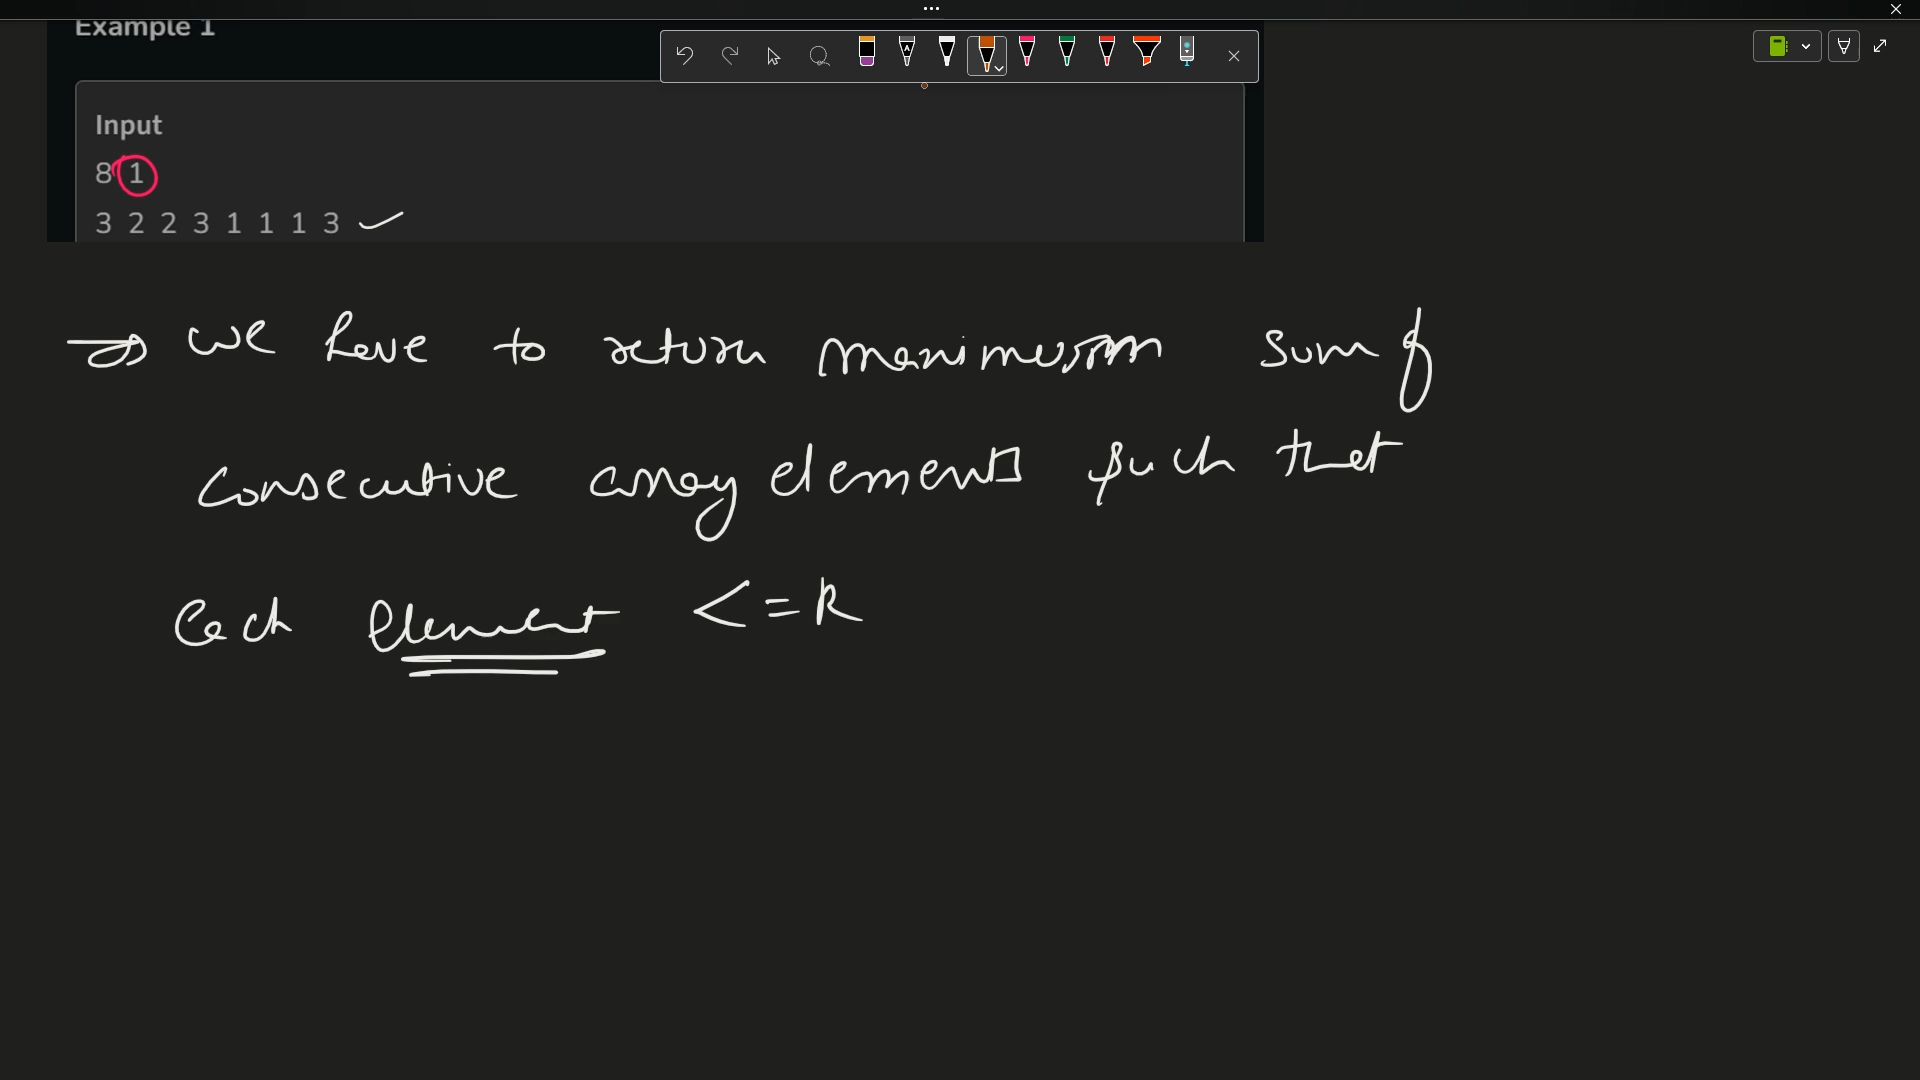 Example 1
Input
8 1
3 2 2 3 1 1 1 3
we have to return maximum sum of
consecutive array elements such that
Each Element <= k